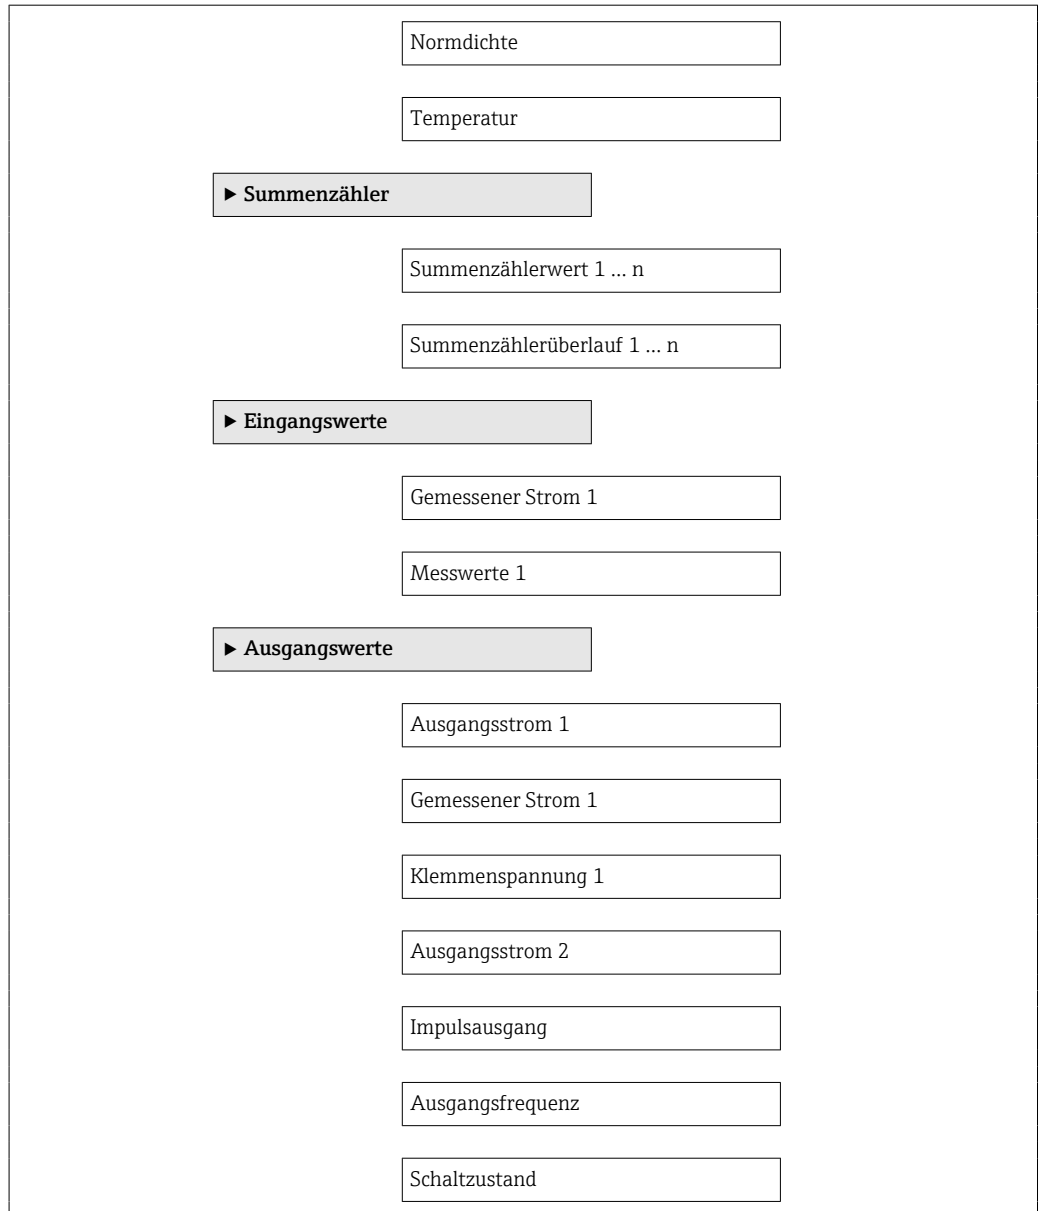 Normdichte
Temperatur
▶ Summenzähler
Summenzählerwert 1 … n
Summenzählerüberlauf 1 … n
▶ Eingangswerte
Gemessener Strom 1
Messwerte 1
▶ Ausgangswerte
Ausgangsstrom 1
Gemessener Strom 1
Klemmenspannung 1
Ausgangsstrom 2
Impulsausgang
Ausgangsfrequenz
Schaltzustand